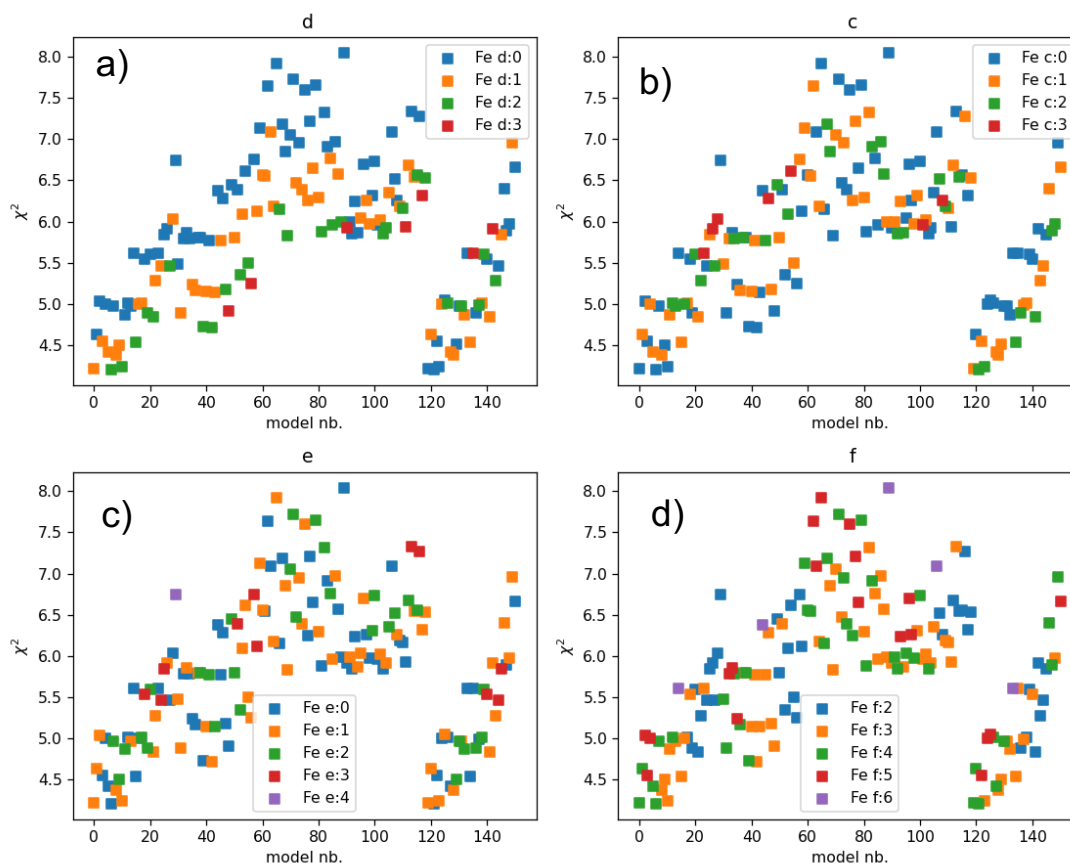 d
a)
Fe d:0
Fe d:1
Fe d:2
Fe d:3
8.0
7.5
7.0
6.5
6.0
5.5
5.0
4.5
χ²
0 20 40 60 80 100 120 140
model nb.
c
b)
Fe c:0
Fe c:1
Fe c:2
Fe c:3
8.0
7.5
7.0
6.5
6.0
5.5
5.0
4.5
χ²
0 20 40 60 80 100 120 140
model nb.
e
c)
8.0
7.5
7.0
6.5
6.0
5.5
5.0
4.5
χ²
Fe e:0
Fe e:1
Fe e:2
Fe e:3
Fe e:4
0 20 40 60 80 100 120 140
model nb.
f
d)
8.0
7.5
7.0
6.5
6.0
5.5
5.0
4.5
χ²
Fe f:2
Fe f:3
Fe f:4
Fe f:5
Fe f:6
0 20 40 60 80 100 120 140
model nb.